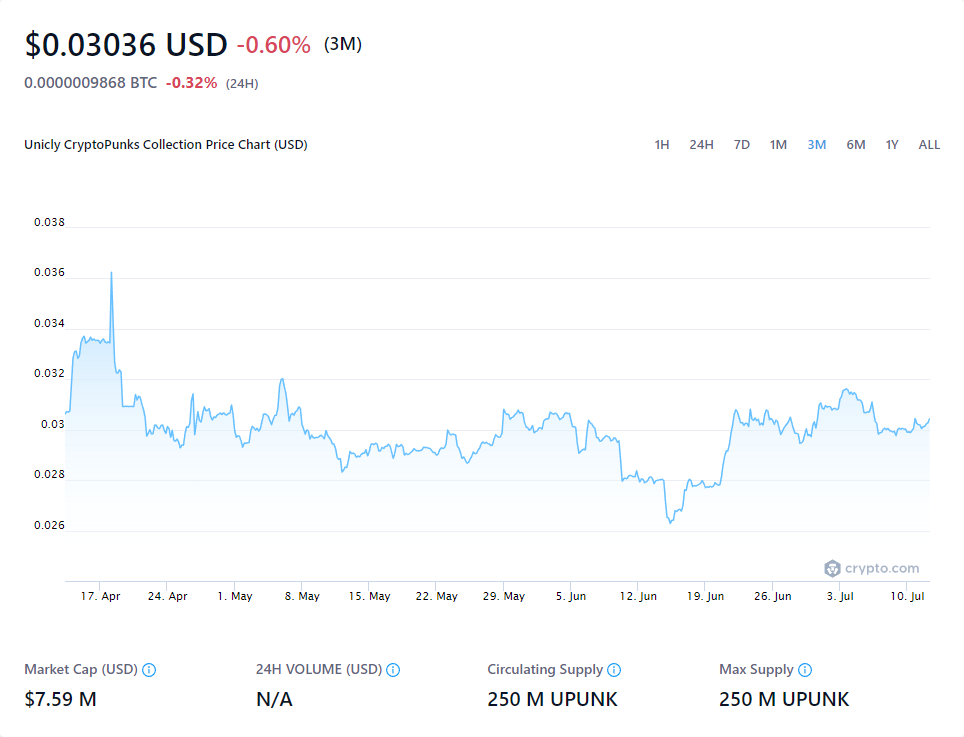 $0.03036 USD -0.60% (3M)
0.0000009868 BTC -0.32% (24H)
Unicly CryptoPunks Collection Price Chart (USD) 1H 24H 7D 1M 3M 6M 1Y ALL
0.038
0.036
0.034
0.032
0.03
0.028
0.026
crypto.com
17. Apr 24. Apr 1. May 8. May 15. May 22. May 29. May 5. Jun 12. Jun 19. Jun 26. Jun 3. Jul 10. Jul
Market Cap (USD) 24H VOLUME (USD) Circulating Supply Max Supply
$7.59 M N/A 250 M UPUNK 250 M UPUNK